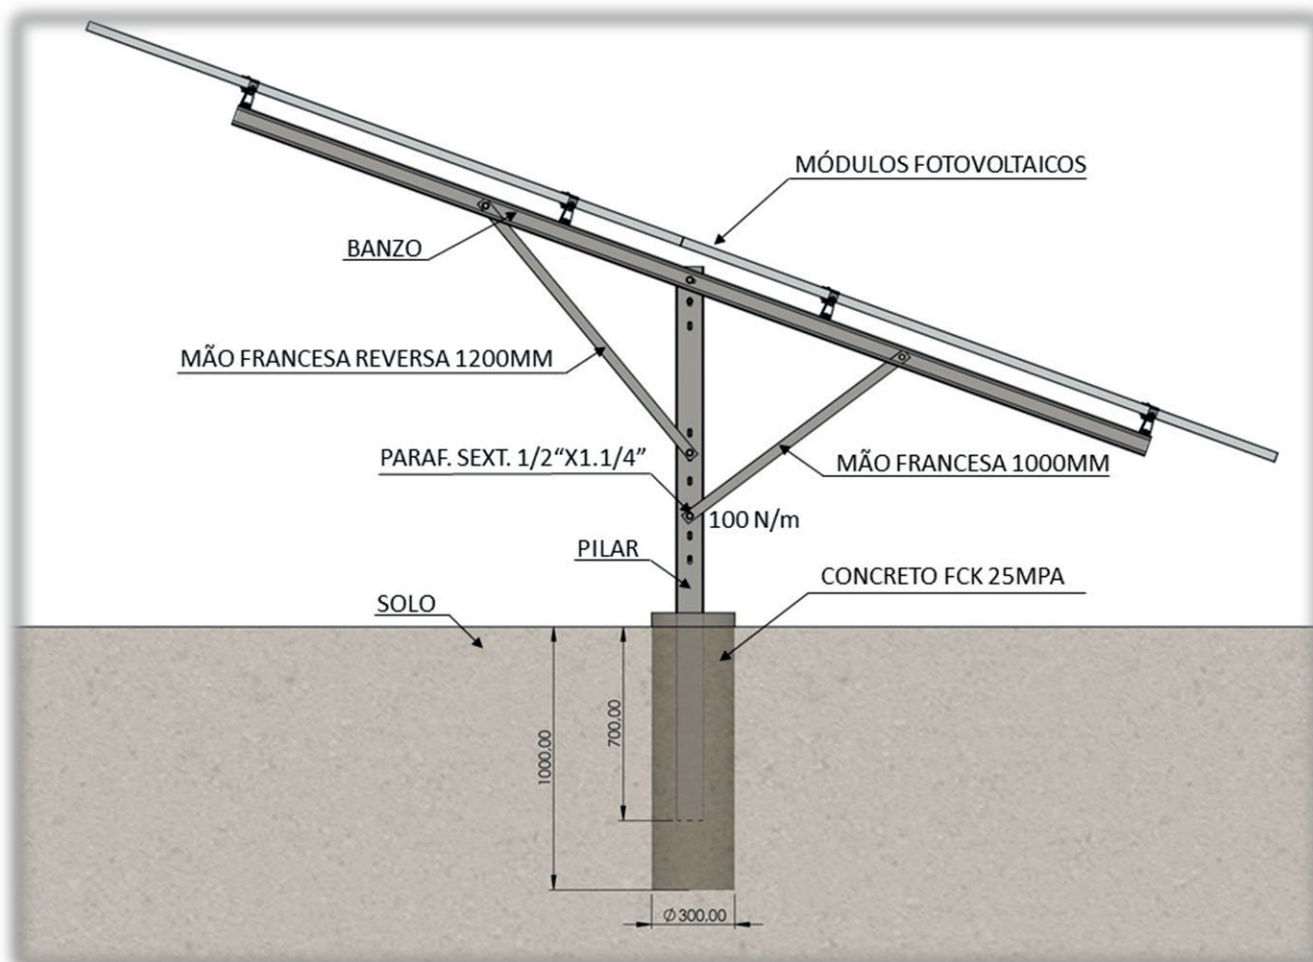 MÓDULOS FOTOVOLTAICOS
BANZO
MÃO FRANCESA REVERSA 1200MM
PARAF. SEXT. 1/2“X1.1/4”
MÃO FRANCESA 1000MM
100 N/m
PILAR
CONCRETO FCK 25MPA
SOLO
700,00
1000,00
Ø300,00